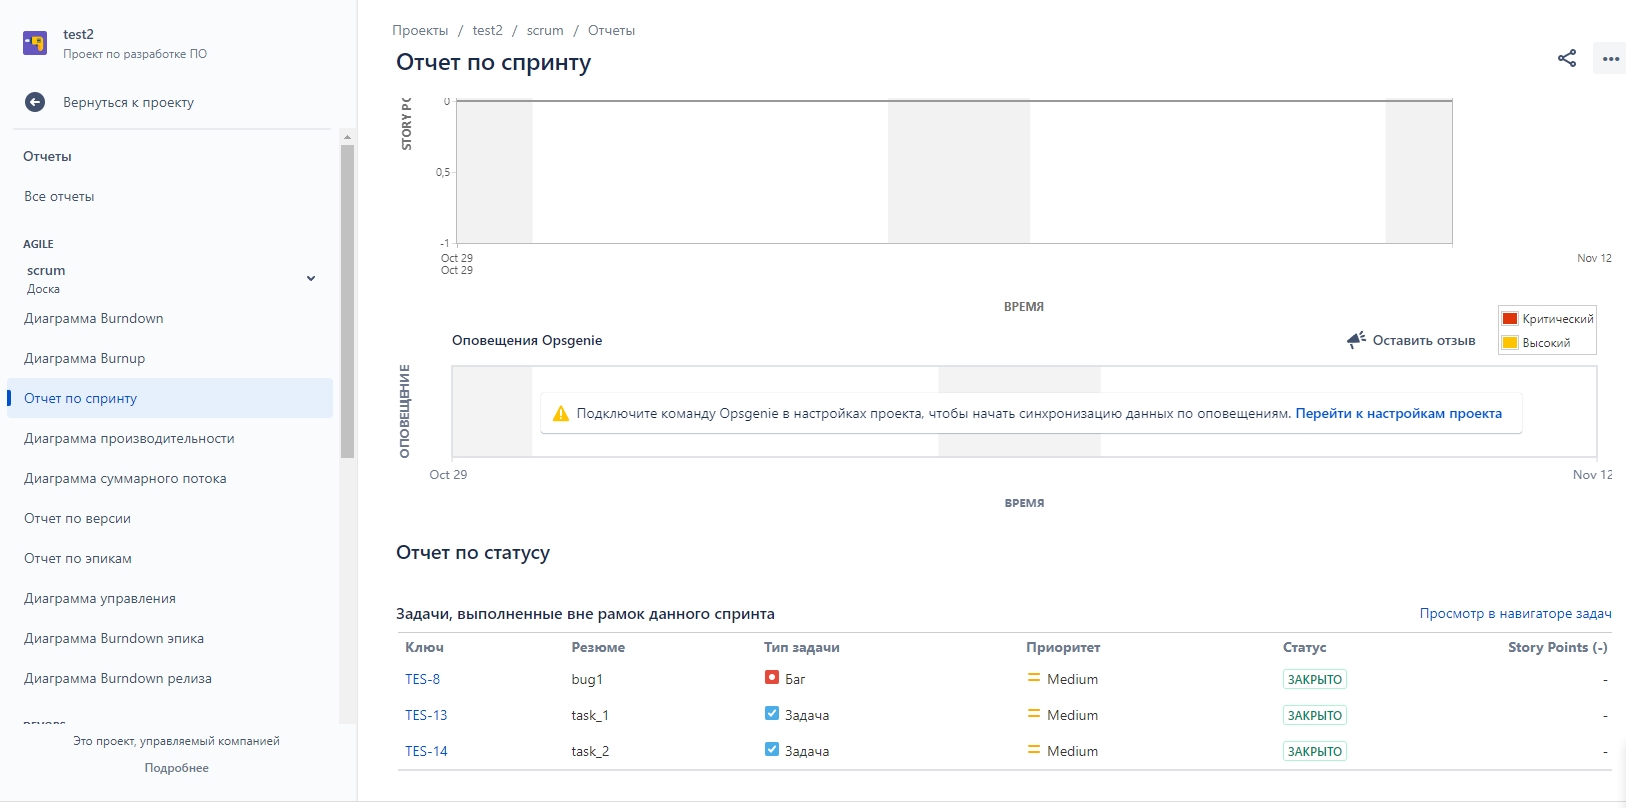 test2
Проект по разработке ПО
Вернуться к проекту
Отчеты
Все отчеты
AGILE
scrum
Доска
Диаграмма Burndown
Диаграмма Burnup
Отчет по спринту
Диаграмма производительности
Диаграмма суммарного потока
Отчет по версии
Отчет по эпикам
Диаграмма управления
Диаграмма Burndown эпика
Диаграмма Burndown релиза
Это проект, управляемый компанией
Подробнее
Проекты / test2 / scrum / Отчеты
Отчет по спринту
STORY
0
0,5
-1
Oct 29
Oct 29
Nov 12
ВРЕМЯ
Оповещения Opsgenie
Оставить отзыв
Критический
Высокий
ОПОВЕЩЕНИЕ
Подключите команду Opsgenie в настройках проекта, чтобы начать синхронизацию данных по оповещениям. Перейти к настройкам проекта
Oct 29
Nov 12
ВРЕМЯ
Отчет по статусу
Задачи, выполненные вне рамок данного спринта
Просмотр в навигаторе задач
Ключ Резюме Тип задачи Приоритет Статус Story Points (-)
TES-8 bug1 Баг Medium ЗАКРЫТО -
TES-13 task_1 Задача Medium ЗАКРЫТО -
TES-14 task_2 Задача Medium ЗАКРЫТО -